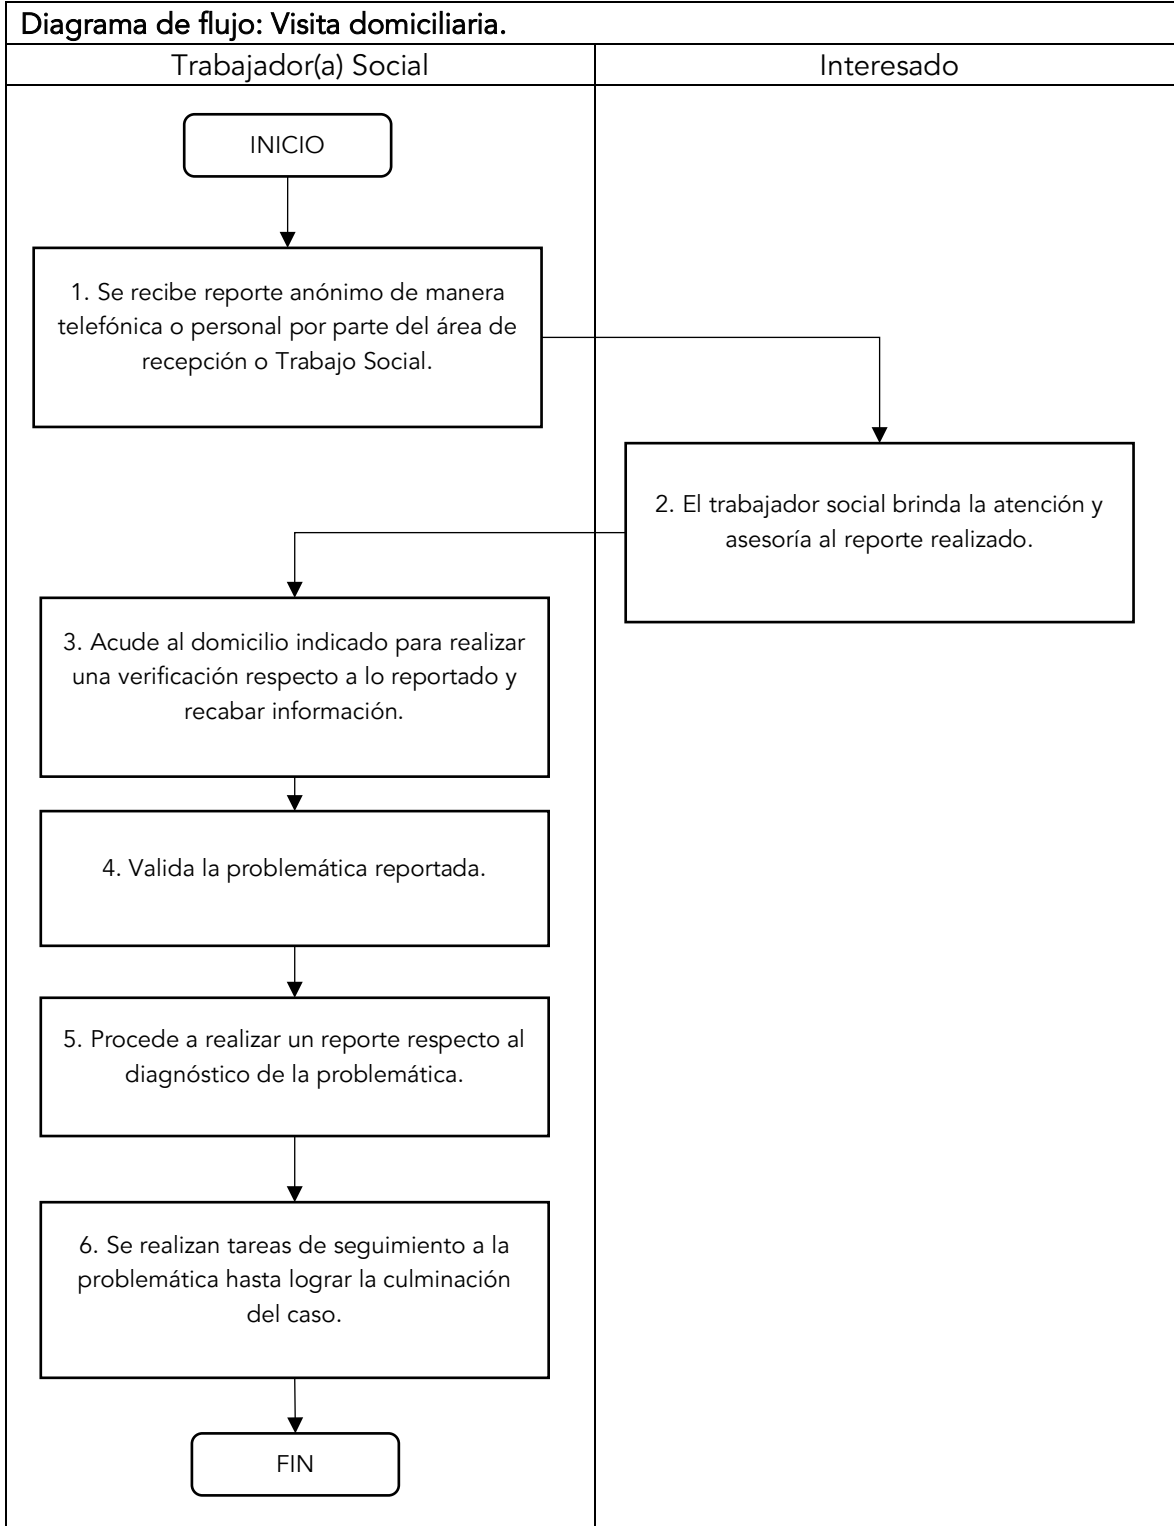 Diagrama de flujo: Visita domiciliaria.
Trabajador(a) Social
Interesado
INICIO
1. Se recibe reporte anónimo de manera
telefónica o personal por parte del área de
recepción o Trabajo Social.
2. El trabajador social brinda la atención y
asesoría al reporte realizado.
3. Acude al domicilio indicado para realizar
una verificación respecto a lo reportado y
recabar información.
4. Valida la problemática reportada.
5. Procede a realizar un reporte respecto al
diagnóstico de la problemática.
6. Se realizan tareas de seguimiento a la
problemática hasta lograr la culminación
del caso.
FIN